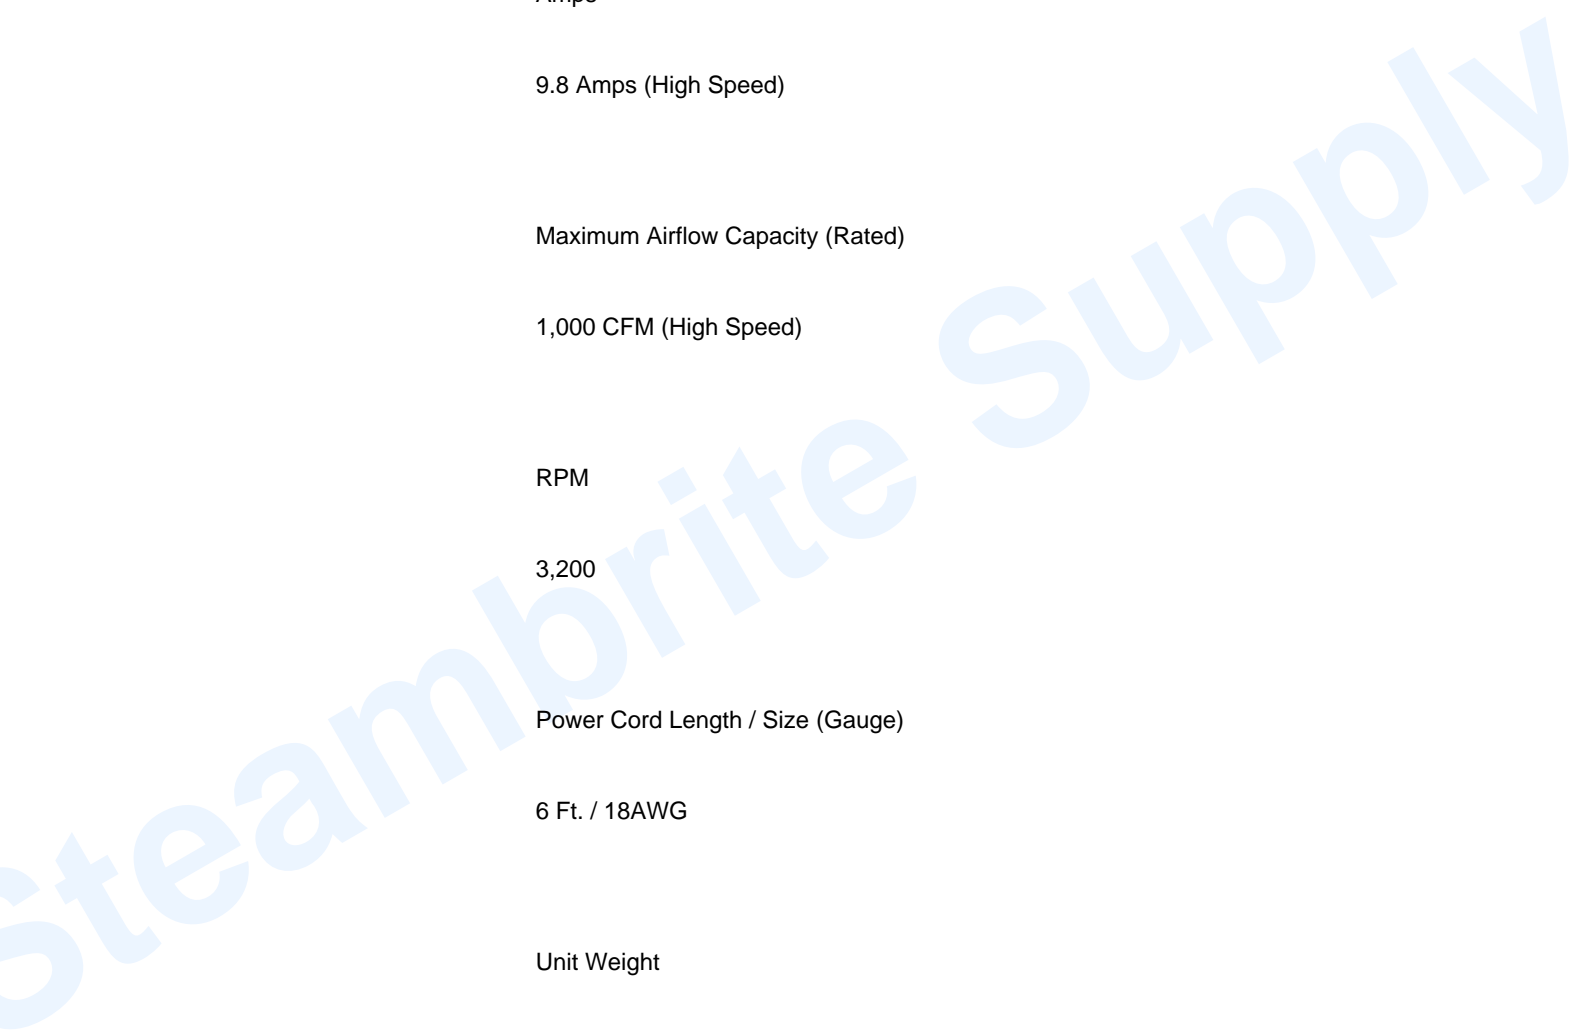 Amps
9.8 Amps (High Speed)
Maximum Airflow Capacity (Rated)
1,000 CFM (High Speed)
RPM
3,200
Power Cord Length / Size (Gauge)
6 Ft. / 18AWG
Unit Weight
Steambrite Supply